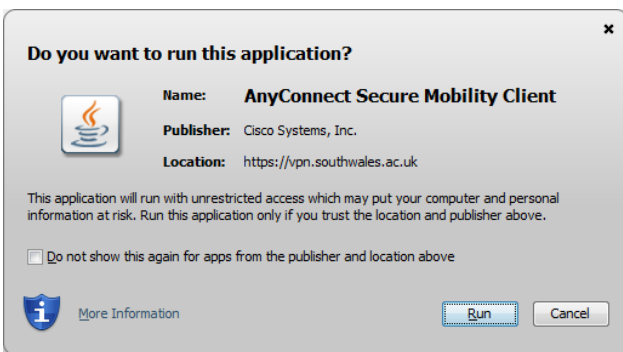 Do you want to run this application?
Name: AnyConnect Secure Mobility Client
Publisher: Cisco Systems, Inc.
Location: https://vpn.southwales.ac.uk
This application will run with unrestricted access which may put your computer and personal
information at risk. Run this application only if you trust the location and publisher above.
Do not show this again for apps from the publisher and location above
More Information
Run Cancel